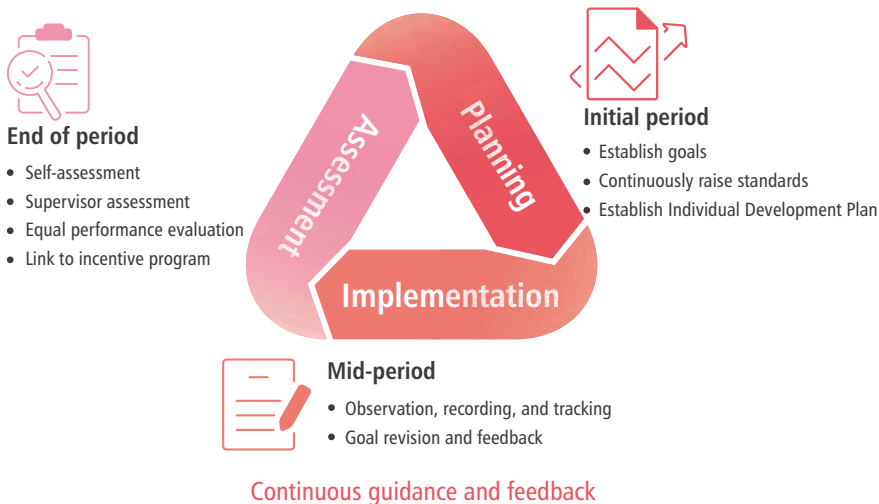 Planning
Initial period
• Establish goals
• Continuously raise standards
• Establish Individual Development Plan
Implementation
Mid-period
• Observation, recording, and tracking
• Goal revision and feedback
Assessment
End of period
• Self-assessment
• Supervisor assessment
• Equal performance evaluation
• Link to incentive program
Continuous guidance and feedback